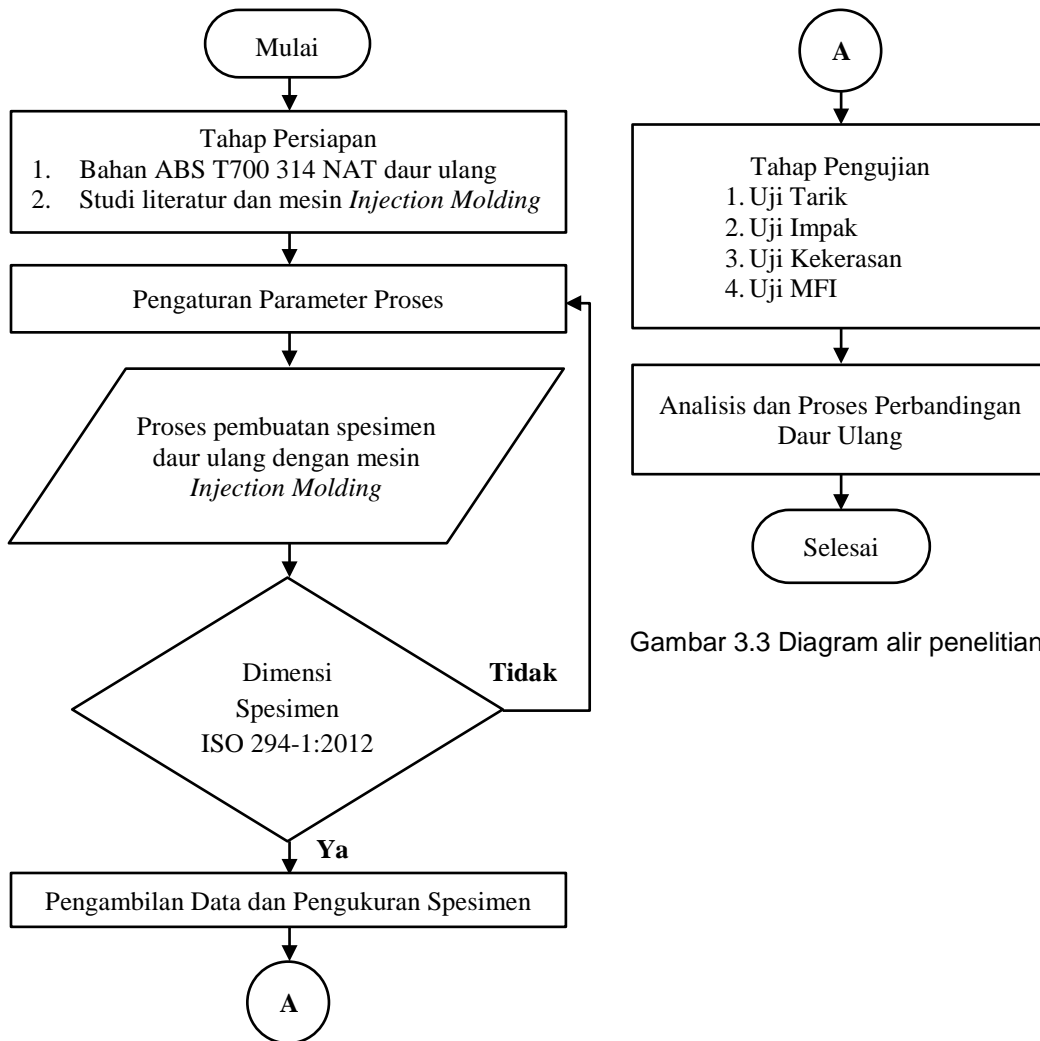 Mulai
Tahap Persiapan
1. Bahan ABS T700 314 NAT daur ulang
2. Studi literatur dan mesin Injection Molding
Pengaturan Parameter Proses
Proses pembuatan spesimen
daur ulang dengan mesin
Injection Molding
Dimensi
Spesimen
ISO 294-1:2012
Tidak
Ya
Pengambilan Data dan Pengukuran Spesimen
A
A
Tahap Pengujian
1. Uji Tarik
2. Uji Impak
3. Uji Kekerasan
4. Uji MFI
Analisis dan Proses Perbandingan
Daur Ulang
Selesai
Gambar 3.3 Diagram alir penelitian